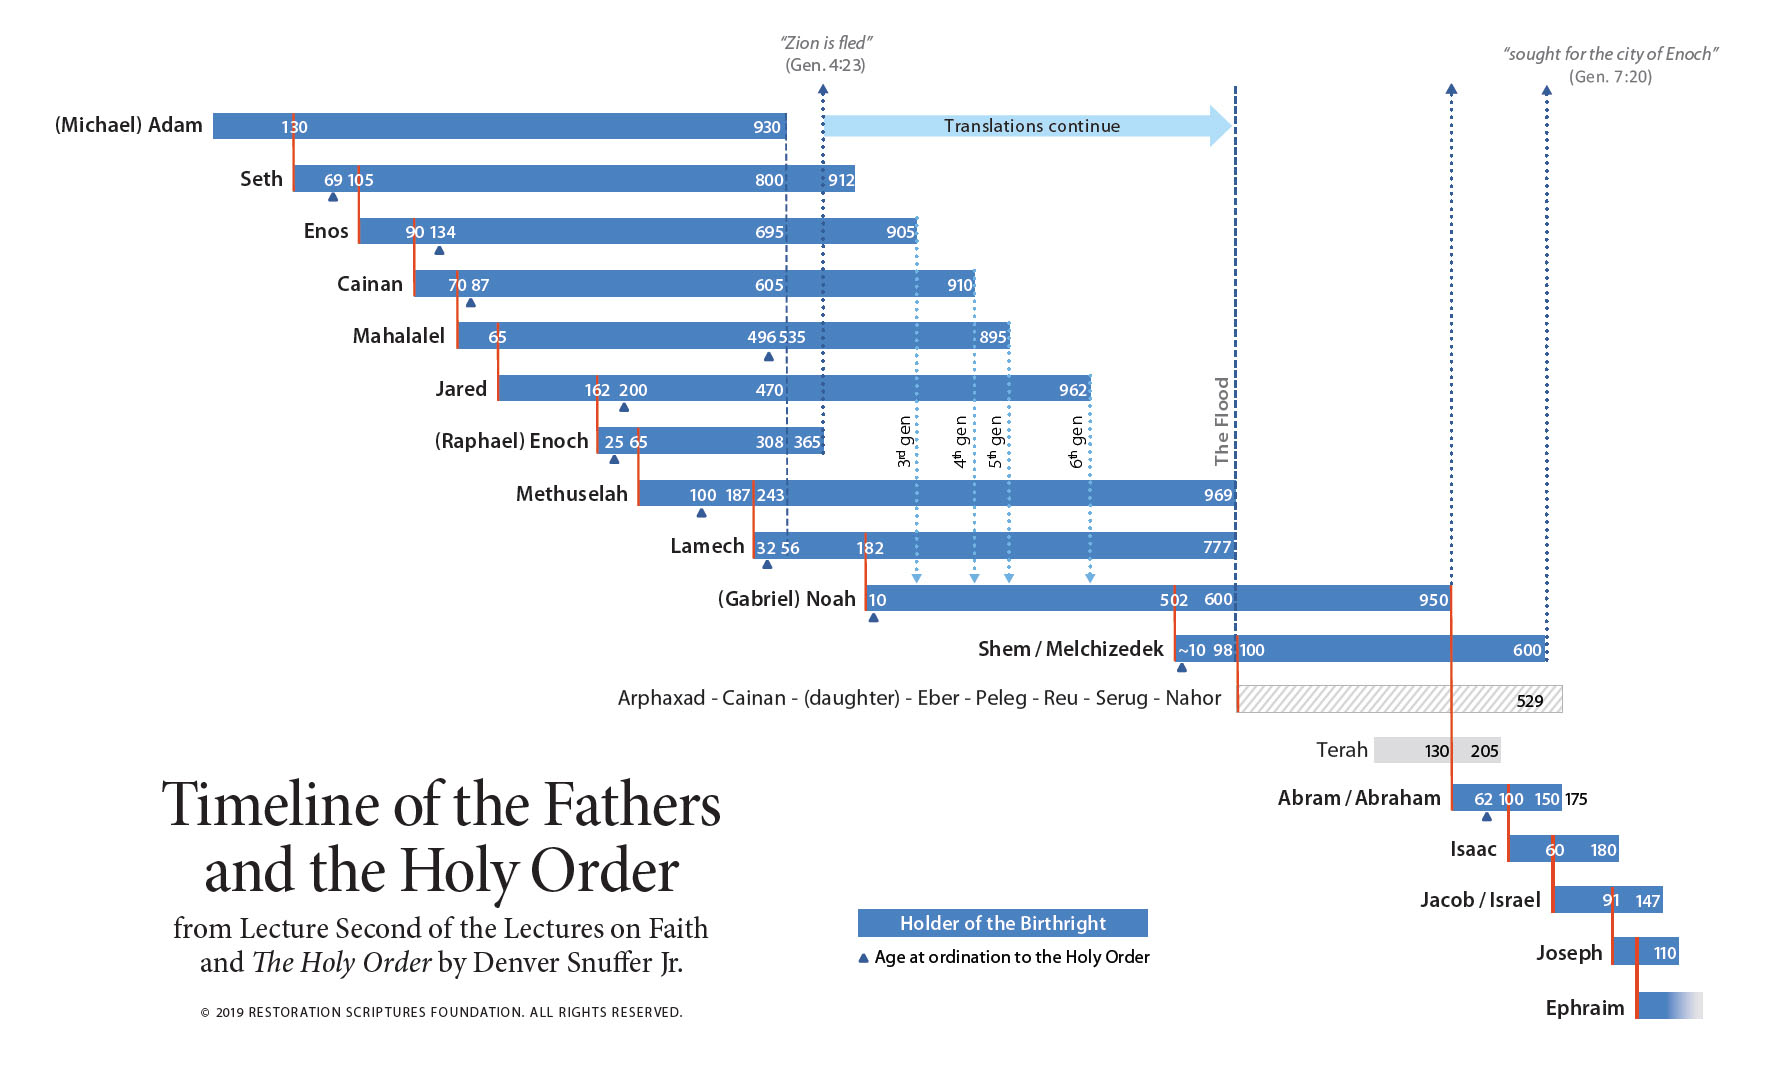 “Zion is fled”
(Gen. 4:23)
“sought for the city of Enoch”
(Gen. 7:20)
(Michael) Adam 130 930 Translations continue
Seth 69 105 800 912
Enos 90 134 695 905
Cainan 70 87 605 910
Mahalalel 65 496 535 895
Jared 162 200 470 962
(Raphael) Enoch 25 65 308 365
3rd gen
4th gen
5th gen
6th gen
The Flood
Methuselah 100 187 243 969
Lamech 32 56 182 777
(Gabriel) Noah 10 502 600 950
Shem / Melchizedek ~10 98 100 600
Arphaxad - Cainan - (daughter) - Eber - Peleg - Reu - Serug - Nahor 529
Terah 130 205
Abram / Abraham 62 100 150 175
Isaac 60 180
Jacob / Israel 91 147
Joseph 110
Ephraim
Timeline of the Fathers
and the Holy Order
from Lecture Second of the Lectures on Faith
and The Holy Order by Denver Snuffer Jr.
© 2019 RESTORATION SCRIPTURES FOUNDATION. ALL RIGHTS RESERVED.
Holder of the Birthright
Age at ordination to the Holy Order